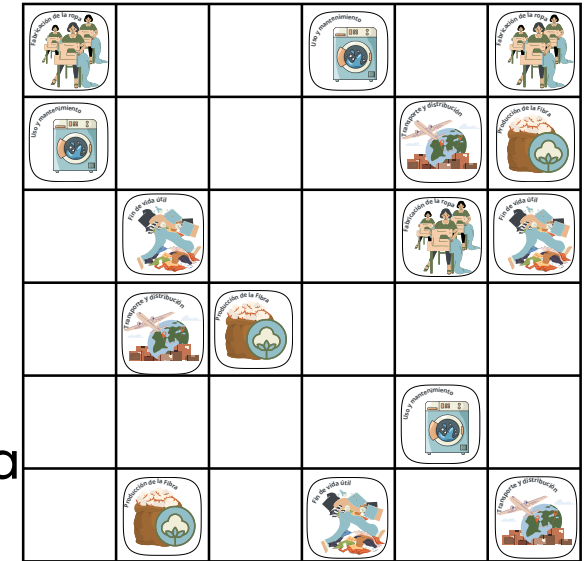 Fabricación de la ropa
Uso y mantenimiento
Fabricación de la ropa
Uso y mantenimiento
Transporte y distribución
Producción de la Fibra
Fin de vida útil
Fabricación de la ropa
Fin de vida útil
Transporte y distribución
Producción de la Fibra
Uso y mantenimiento
a
Producción de la Fibra
Fin de vida útil
Transporte y distribución